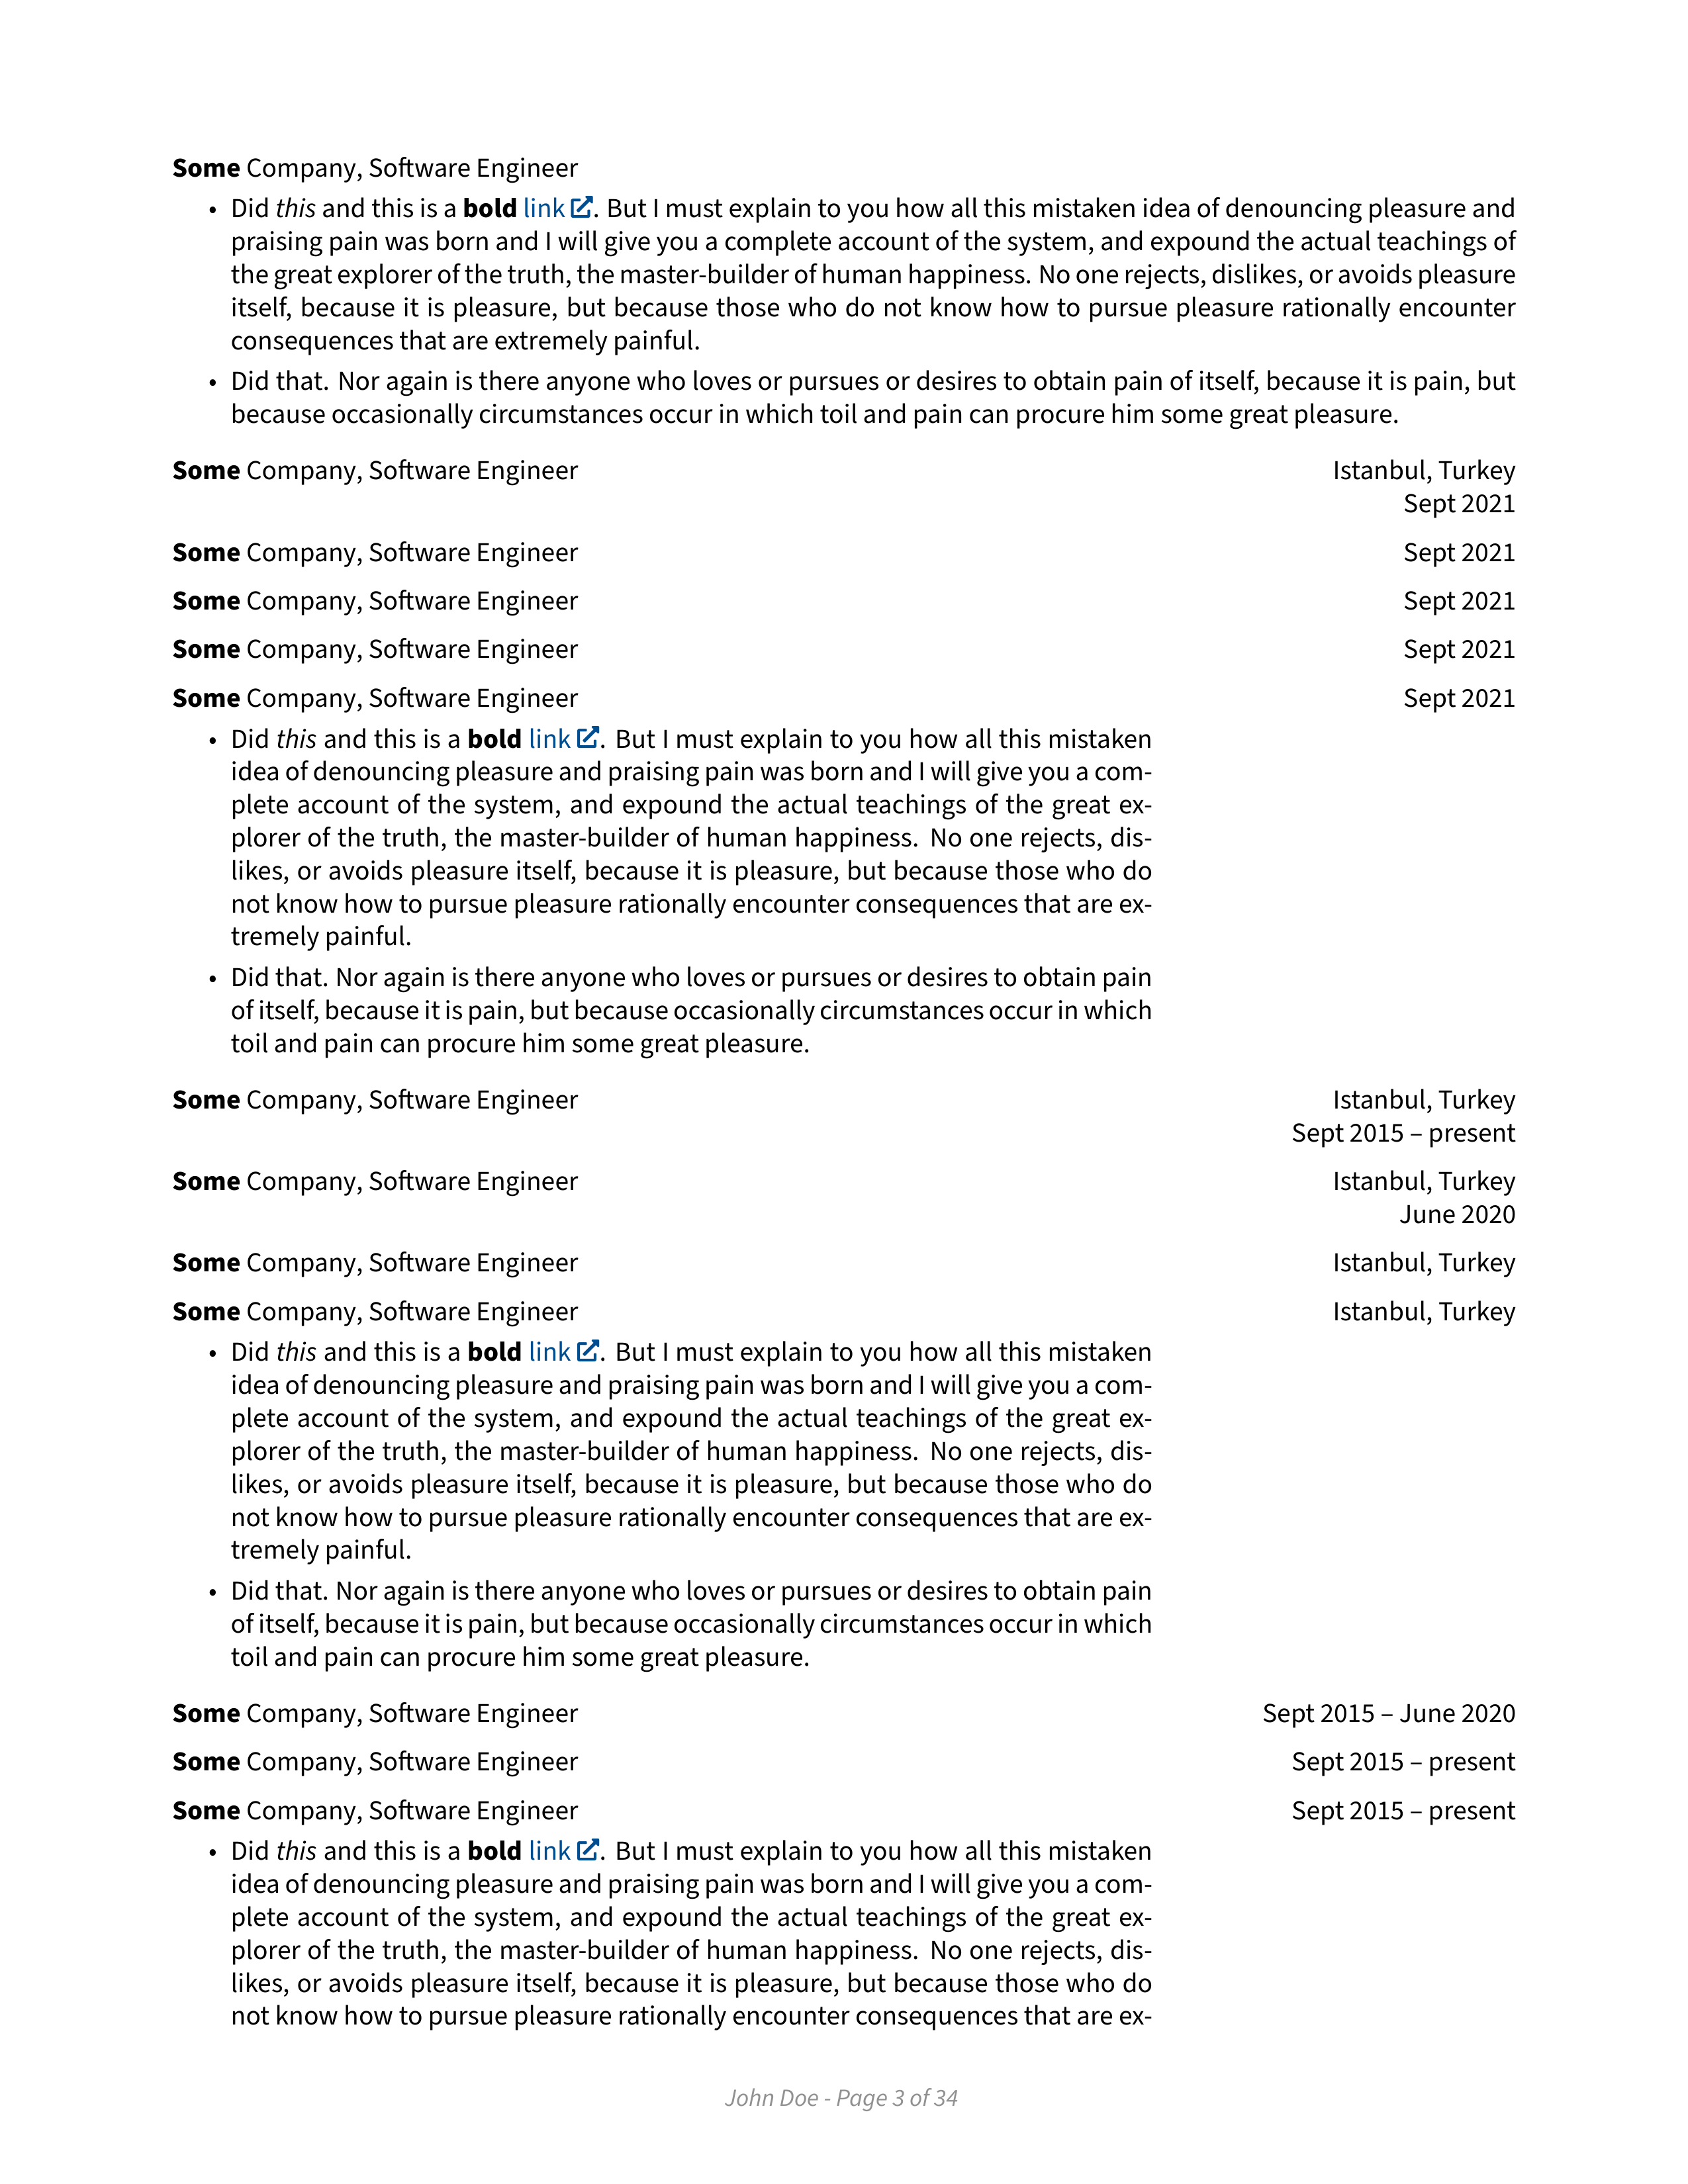 Some Company, Software Engineer
• Did this and this is a bold link. But I must explain to you how all this mistaken idea of denouncing pleasure and
praising pain was born and I will give you a complete account of the system, and expound the actual teachings of
the great explorer of the truth, the master-builder of human happiness. No one rejects, dislikes, or avoids pleasure
itself, because it is pleasure, but because those who do not know how to pursue pleasure rationally encounter
consequences that are extremely painful.
• Did that. Nor again is there anyone who loves or pursues or desires to obtain pain of itself, because it is pain, but
because occasionally circumstances occur in which toil and pain can procure him some great pleasure.
Some Company, Software Engineer Istanbul, Turkey
Sept 2021
Some Company, Software Engineer Sept 2021
Some Company, Software Engineer Sept 2021
Some Company, Software Engineer Sept 2021
Some Company, Software Engineer Sept 2021
• Did this and this is a bold link. But I must explain to you how all this mistaken
idea of denouncing pleasure and praising pain was born and I will give you a com-
plete account of the system, and expound the actual teachings of the great ex-
plorer of the truth, the master-builder of human happiness. No one rejects, dis-
likes, or avoids pleasure itself, because it is pleasure, but because those who do
not know how to pursue pleasure rationally encounter consequences that are ex-
tremely painful.
• Did that. Nor again is there anyone who loves or pursues or desires to obtain pain
of itself, because it is pain, but because occasionally circumstances occur in which
toil and pain can procure him some great pleasure.
Some Company, Software Engineer Istanbul, Turkey
Sept 2015 – present
Some Company, Software Engineer Istanbul, Turkey
June 2020
Some Company, Software Engineer Istanbul, Turkey
Some Company, Software Engineer Istanbul, Turkey
• Did this and this is a bold link. But I must explain to you how all this mistaken
idea of denouncing pleasure and praising pain was born and I will give you a com-
plete account of the system, and expound the actual teachings of the great ex-
plorer of the truth, the master-builder of human happiness. No one rejects, dis-
likes, or avoids pleasure itself, because it is pleasure, but because those who do
not know how to pursue pleasure rationally encounter consequences that are ex-
tremely painful.
• Did that. Nor again is there anyone who loves or pursues or desires to obtain pain
of itself, because it is pain, but because occasionally circumstances occur in which
toil and pain can procure him some great pleasure.
Some Company, Software Engineer Sept 2015 – June 2020
Some Company, Software Engineer Sept 2015 – present
Some Company, Software Engineer Sept 2015 – present
• Did this and this is a bold link. But I must explain to you how all this mistaken
idea of denouncing pleasure and praising pain was born and I will give you a com-
plete account of the system, and expound the actual teachings of the great ex-
plorer of the truth, the master-builder of human happiness. No one rejects, dis-
likes, or avoids pleasure itself, because it is pleasure, but because those who do
not know how to pursue pleasure rationally encounter consequences that are ex-
John Doe - Page 3 of 34